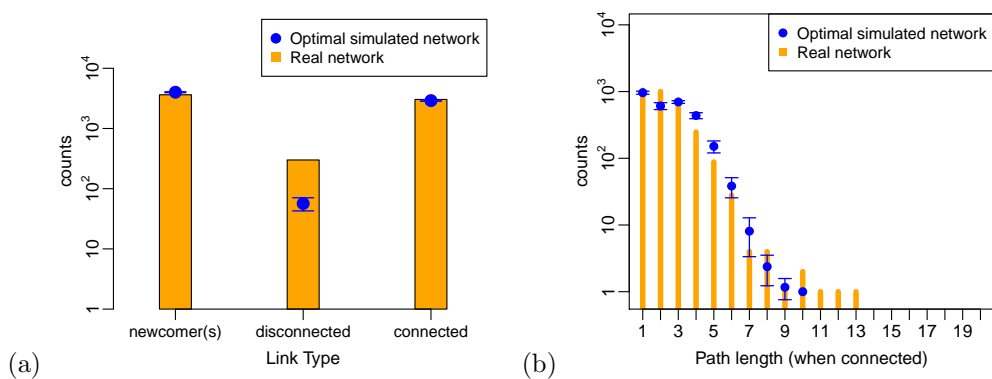 Optimal simulated network
Real network
counts
10^4
10^3
10^2
10
1
newcomer(s) disconnected connected
Link Type
(a)
Optimal simulated network
Real network
counts
10^4
10^3
10^2
10
1
1 3 5 7 9 11 13 15 17 19
Path length (when connected)
(b)